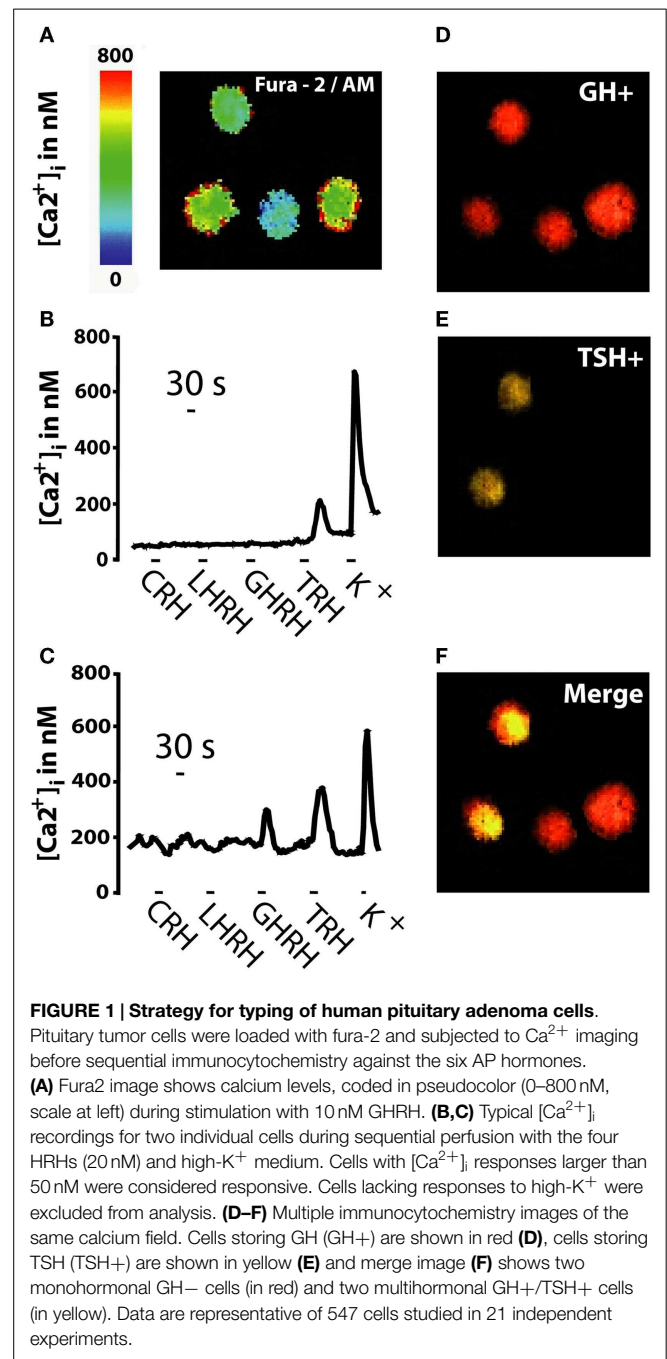 A
800
[Ca2+]i in nM
0
Fura - 2 / AM
D
GH+
B
800
600
400
200
0
[Ca2+]i in nM
30 s
CRH
LHRH
GHRH
TRH
K +
E
TSH+
C
800
600
400
200
0
[Ca2+]i in nM
30 s
CRH
LHRH
GHRH
TRH
K +
F
Merge
FIGURE 1 | Strategy for typing of human pituitary adenoma cells.
Pituitary tumor cells were loaded with fura-2 and subjected to Ca2+ imaging
before sequential immunocytochemistry against the six AP hormones.
(A) Fura2 image shows calcium levels, coded in pseudocolor (0–800 nM,
scale at left) during stimulation with 10 nM GHRH. (B,C) Typical [Ca2+]i
recordings for two individual cells during sequential perfusion with the four
HRHs (20 nM) and high-K+ medium. Cells with [Ca2+]i responses larger than
50 nM were considered responsive. Cells lacking responses to high-K+ were
excluded from analysis. (D–F) Multiple immunocytochemistry images of the
same calcium field. Cells storing GH (GH+) are shown in red (D), cells storing
TSH (TSH+) are shown in yellow (E) and merge image (F) shows two
monohormonal GH− cells (in red) and two multihormonal GH+/TSH+ cells
(in yellow). Data are representative of 547 cells studied in 21 independent
experiments.